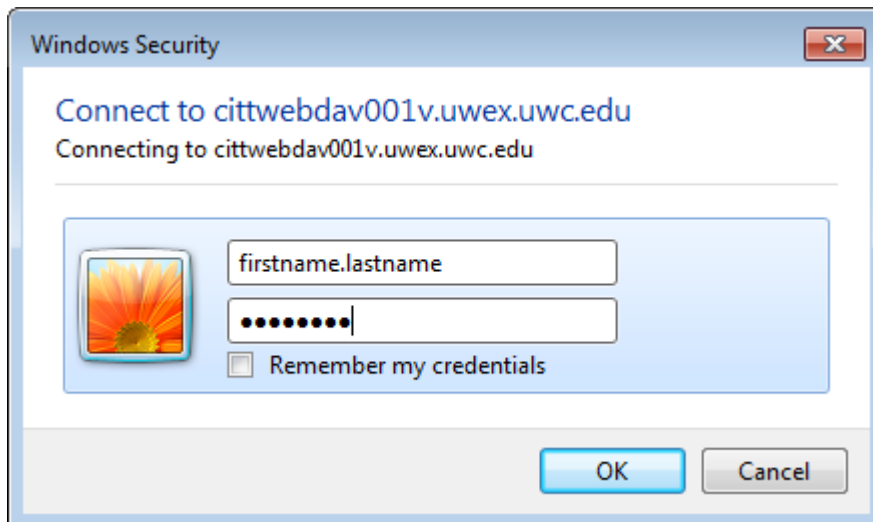 Windows Security
Connect to cittwebdav001v.uwex.uwc.edu
Connecting to cittwebdav001v.uwex.uwc.edu
firstname.lastname
●●●●●●●●
Remember my credentials
OK Cancel